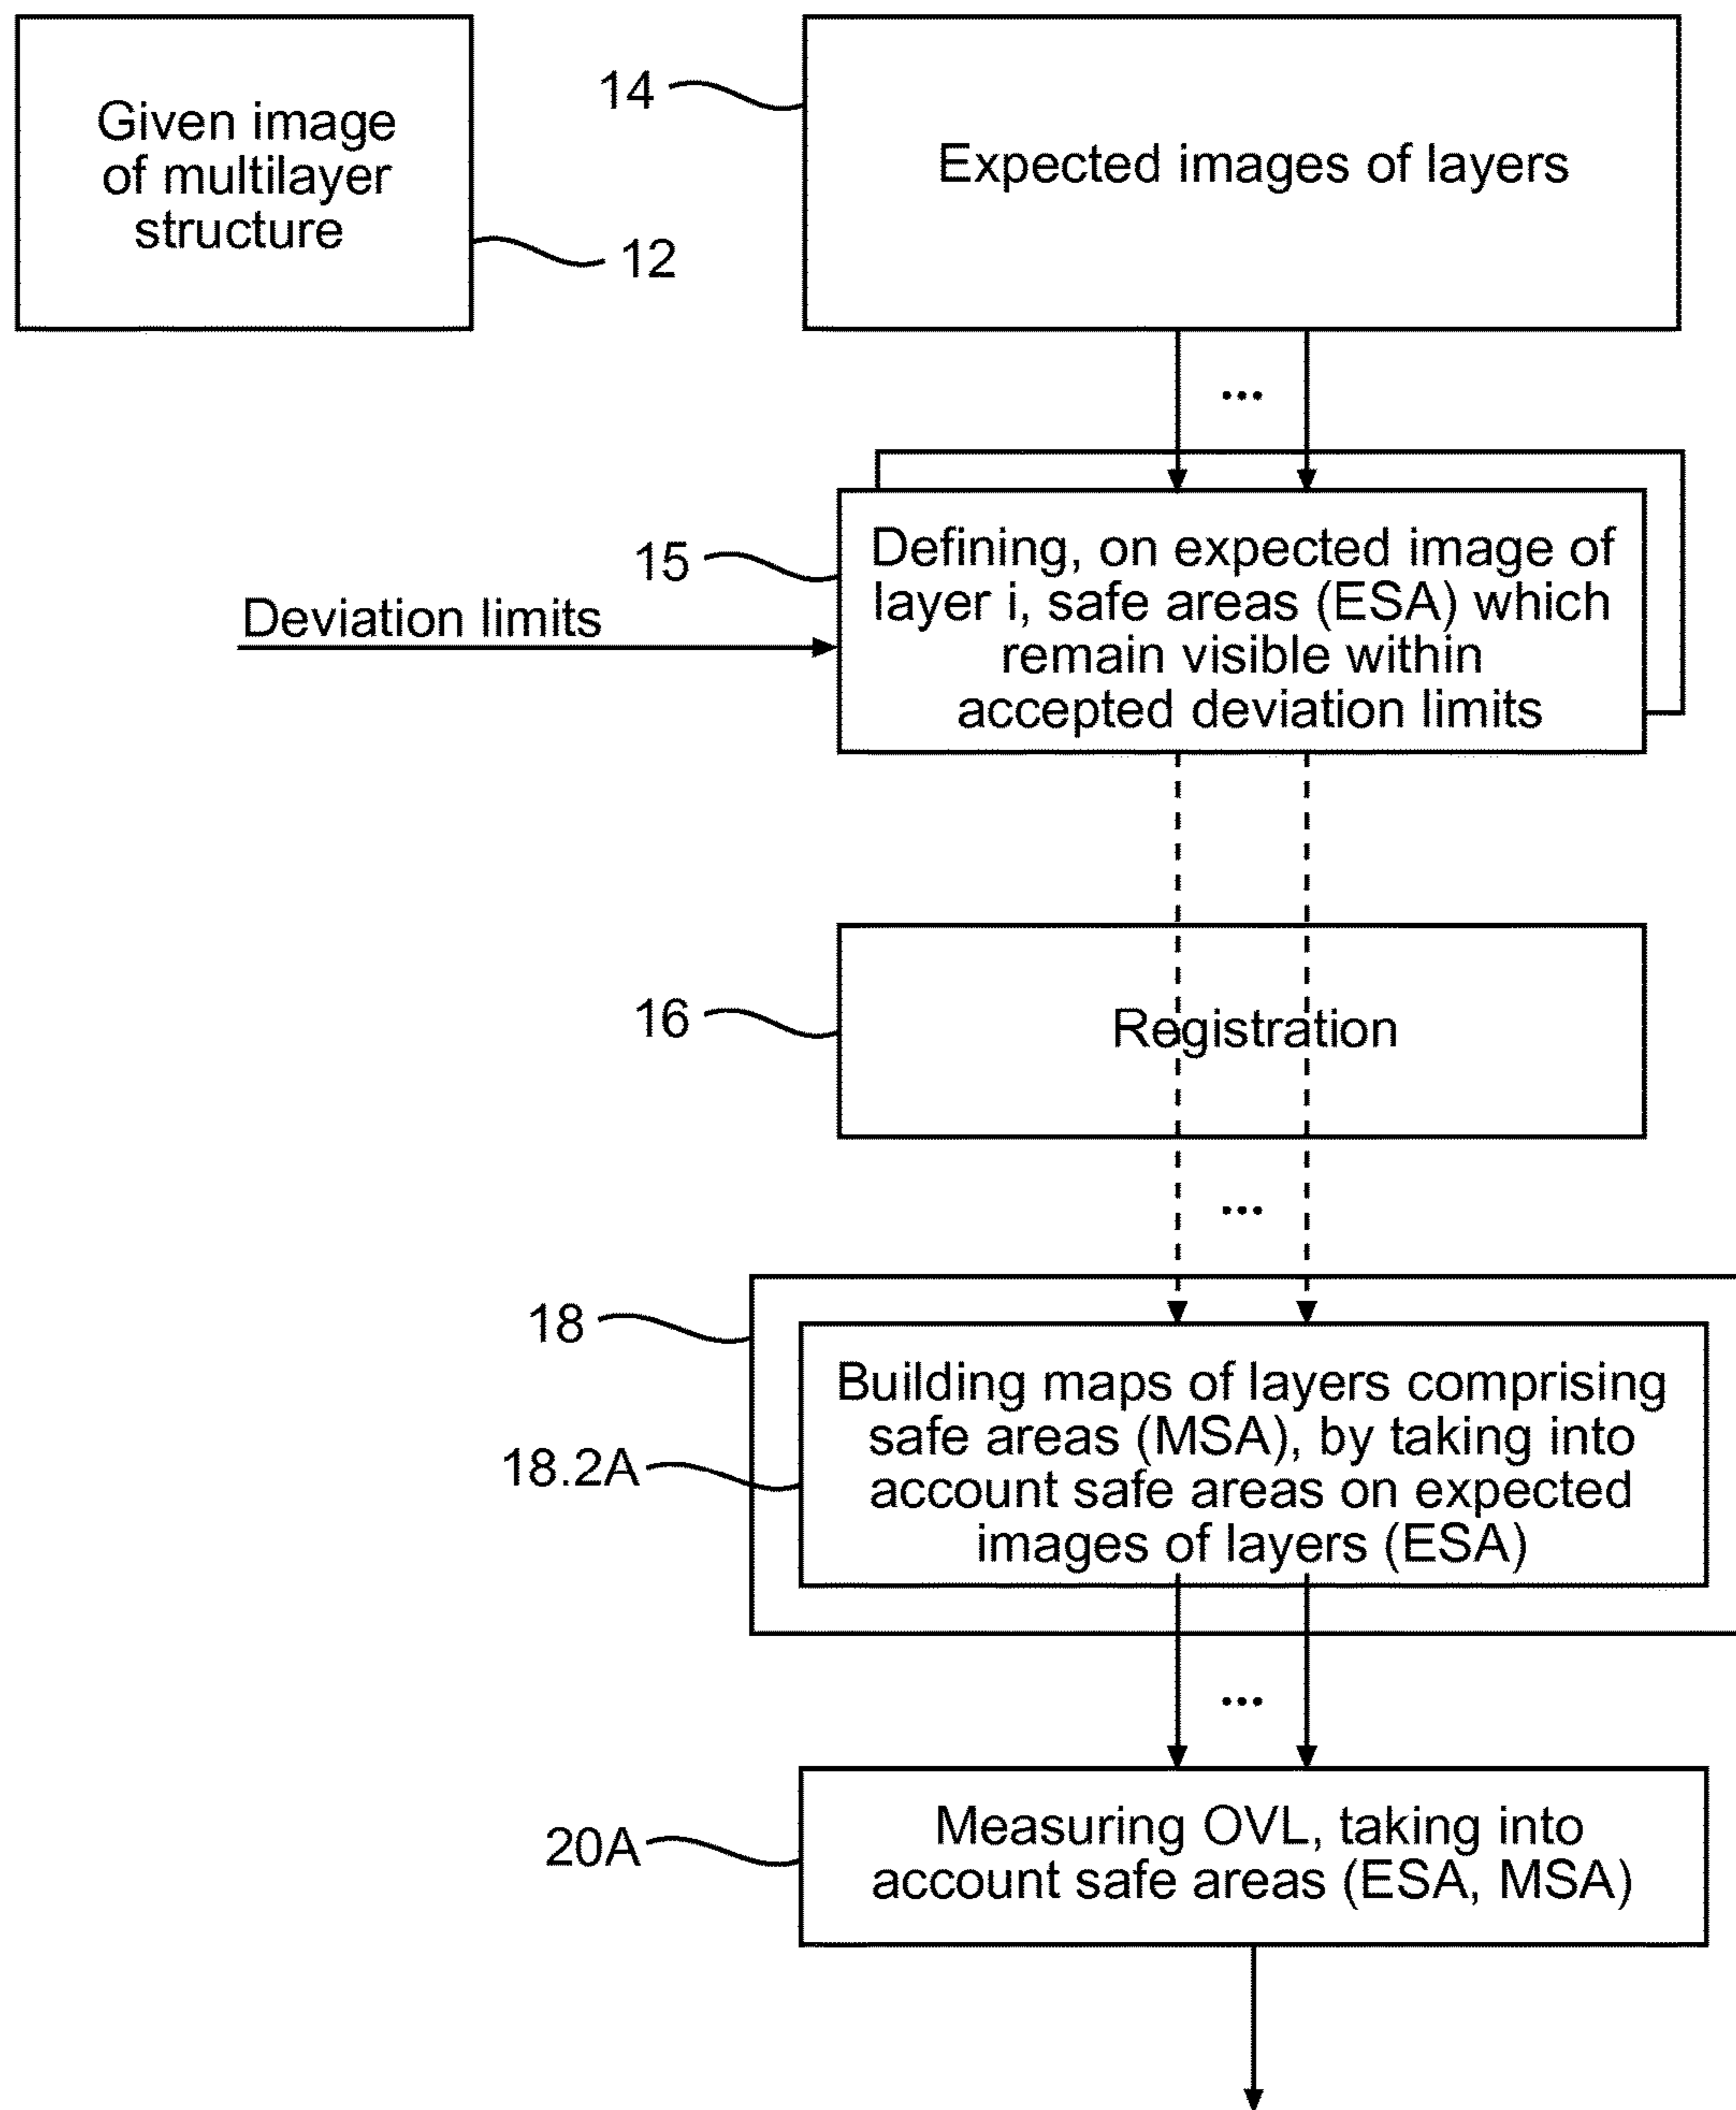 Given image
of multilayer
structure
12
14
Expected images of layers
...
15
Defining, on expected image of
layer i, safe areas (ESA) which
remain visible within
accepted deviation limits
Deviation limits
16
Registration
...
18
18.2A
Building maps of layers comprising
safe areas (MSA), by taking into
account safe areas on expected
images of layers (ESA)
...
20A
Measuring OVL, taking into
account safe areas (ESA, MSA)